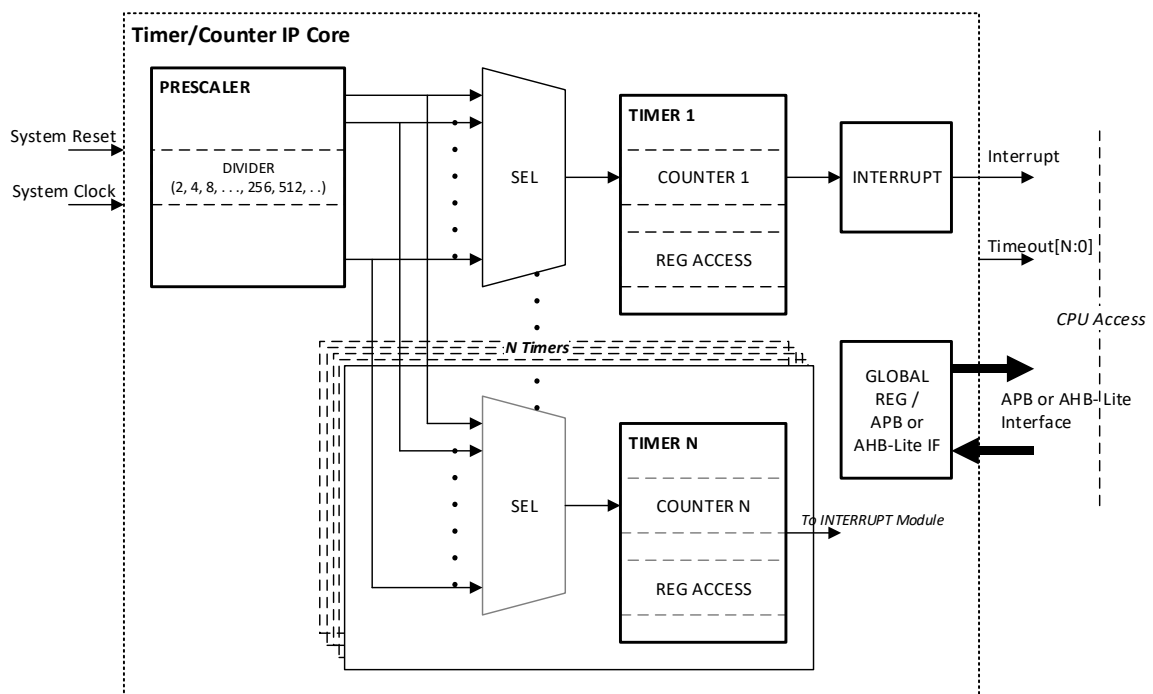 Timer/Counter IP Core
PRESCALER
DIVIDER
(2, 4, 8, . . ., 256, 512, . .)
System Reset
System Clock
SEL
TIMER 1
COUNTER 1
REG ACCESS
INTERRUPT
Interrupt
Timeout[N:0]
CPU Access
N Timers
SEL
TIMER N
COUNTER N
REG ACCESS
To INTERRUPT Module
GLOBAL
REG /
APB or
AHB-Lite IF
APB or AHB-Lite
Interface